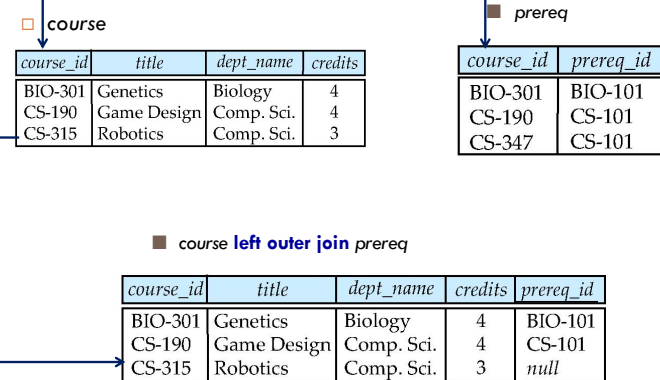 course
course_id title dept_name credits
BIO-301 Genetics Biology 4
CS-190 Game Design Comp. Sci. 4
CS-315 Robotics Comp. Sci. 3
prereq
course_id prereq_id
BIO-301 BIO-101
CS-190 CS-101
CS-347 CS-101
course left outer join prereq
course_id title dept_name credits prereq_id
BIO-301 Genetics Biology 4 BIO-101
CS-190 Game Design Comp. Sci. 4 CS-101
CS-315 Robotics Comp. Sci. 3 null